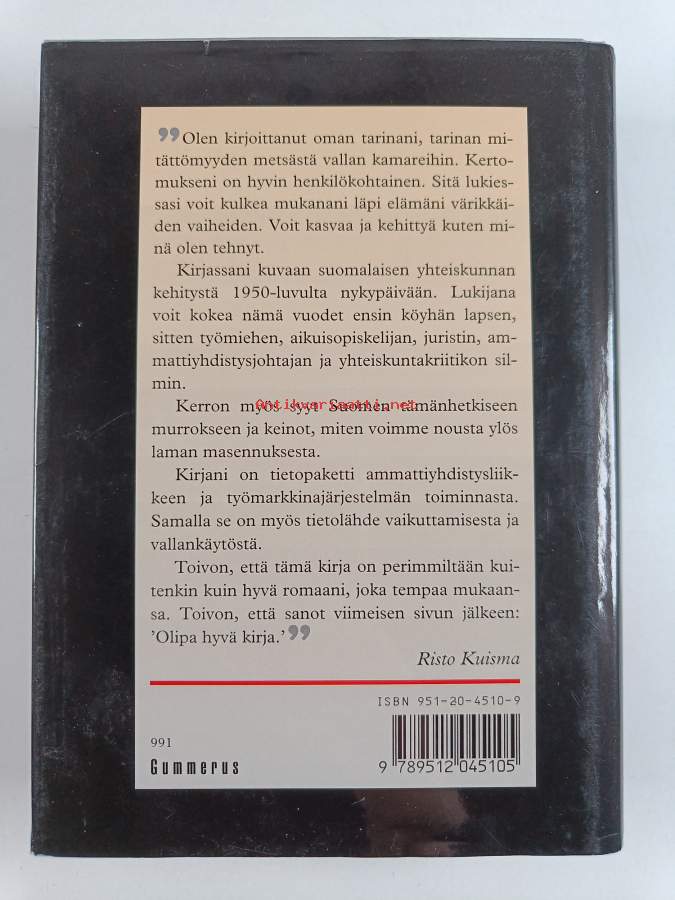 ”Olen kirjoittanut oman tarinani, tarinan mi-
tättömyyden metsästä vallan kamareihin. Kerto-
mukseni on hyvin henkilökohtainen. Sitä lukies-
sasi voit kulkea mukanani läpi elämäni värikkäi-
den vaiheiden. Voit kasvaa ja kehittyä kuten mi-
nä olen tehnyt.
Kirjassani kuvaan suomalaisen yhteiskunnan
kehitystä 1950-luvulta nykypäivään. Lukijana
voit kokea nämä vuodet ensin köyhän lapsen,
sitten työmiehen, aikuisopiskelijan, juristin, am-
mattiyhdistysjohtajan ja yhteiskuntakriitikon sil-
min.
Antikvariaatti.net
Kerron myös syyt Suomen tämänhetkiseen
murrokseen ja keinot, miten voimme nousta ylös
laman masennuksesta.
Kirjani on tietopaketti ammattiyhdistysliik-
keen ja työmarkkinajärjestelmän toiminnasta.
Samalla se on myös tietolähde vaikuttamisesta ja
vallankäytöstä.
Toivon, että tämä kirja on perimmiltään kui-
tenkin kuin hyvä romaani, joka tempaa mukaan-
sa. Toivon, että sanot viimeisen sivun jälkeen:
’Olipa hyvä kirja.’”
Risto Kuisma
ISBN 951-20-4510-9
991
Gummerus
9 789512 045105